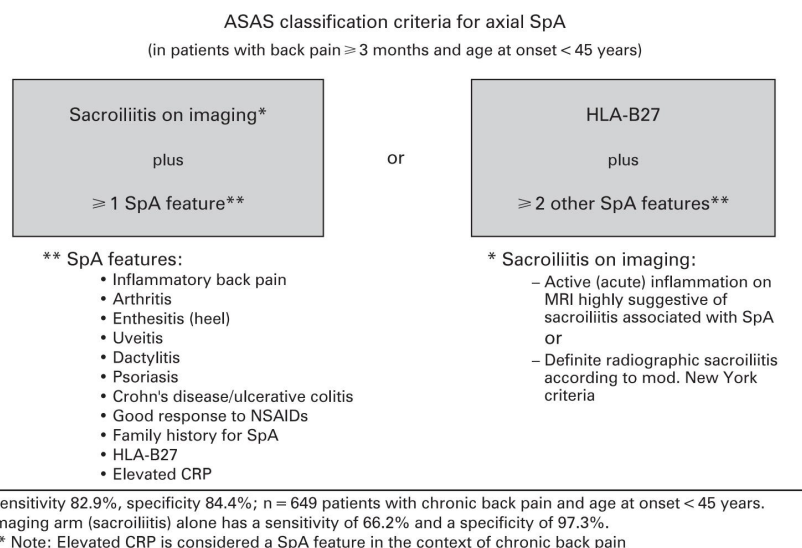 ASAS classification criteria for axial SpA
(in patients with back pain ⩾ 3 months and age at onset < 45 years)
Sacroiliitis on imaging*
plus
⩾ 1 SpA feature**
or
HLA-B27
plus
⩾ 2 other SpA features**
** SpA features:
• Inflammatory back pain
• Arthritis
• Enthesitis (heel)
• Uveitis
• Dactylitis
• Psoriasis
• Crohn's disease/ulcerative colitis
• Good response to NSAIDs
• Family history for SpA
• HLA-B27
• Elevated CRP
* Sacroiliitis on imaging:
– Active (acute) inflammation on
MRI highly suggestive of
sacroiliitis associated with SpA
or
– Definite radiographic sacroiliitis
according to mod. New York
criteria
ensitivity 82.9%, specificity 84.4%; n = 649 patients with chronic back pain and age at onset < 45 years.
maging arm (sacroiliitis) alone has a sensitivity of 66.2% and a specificity of 97.3%.
* Note: Elevated CRP is considered a SpA feature in the context of chronic back pain